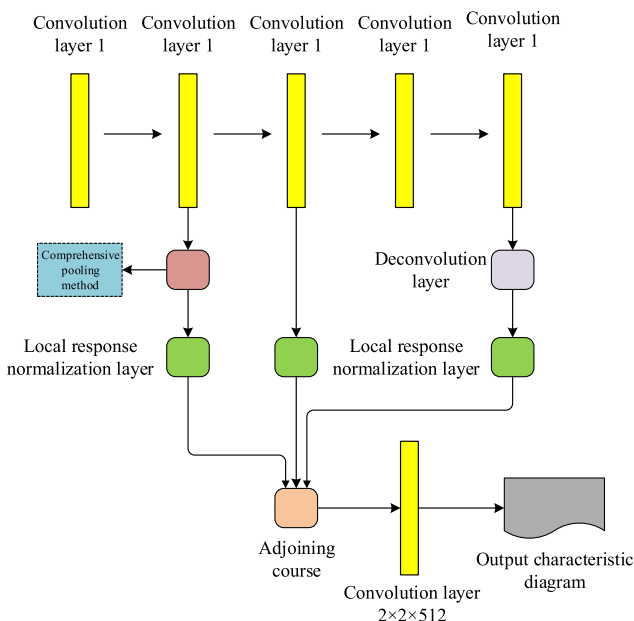 Convolution
layer 1
Convolution
layer 1
Convolution
layer 1
Convolution
layer 1
Convolution
layer 1
Comprehensive
pooling
method
Deconvolution
layer
Local response
normalization layer
Local response
normalization layer
Adjoining
course
Convolution layer
2×2×512
Output characteristic
diagram